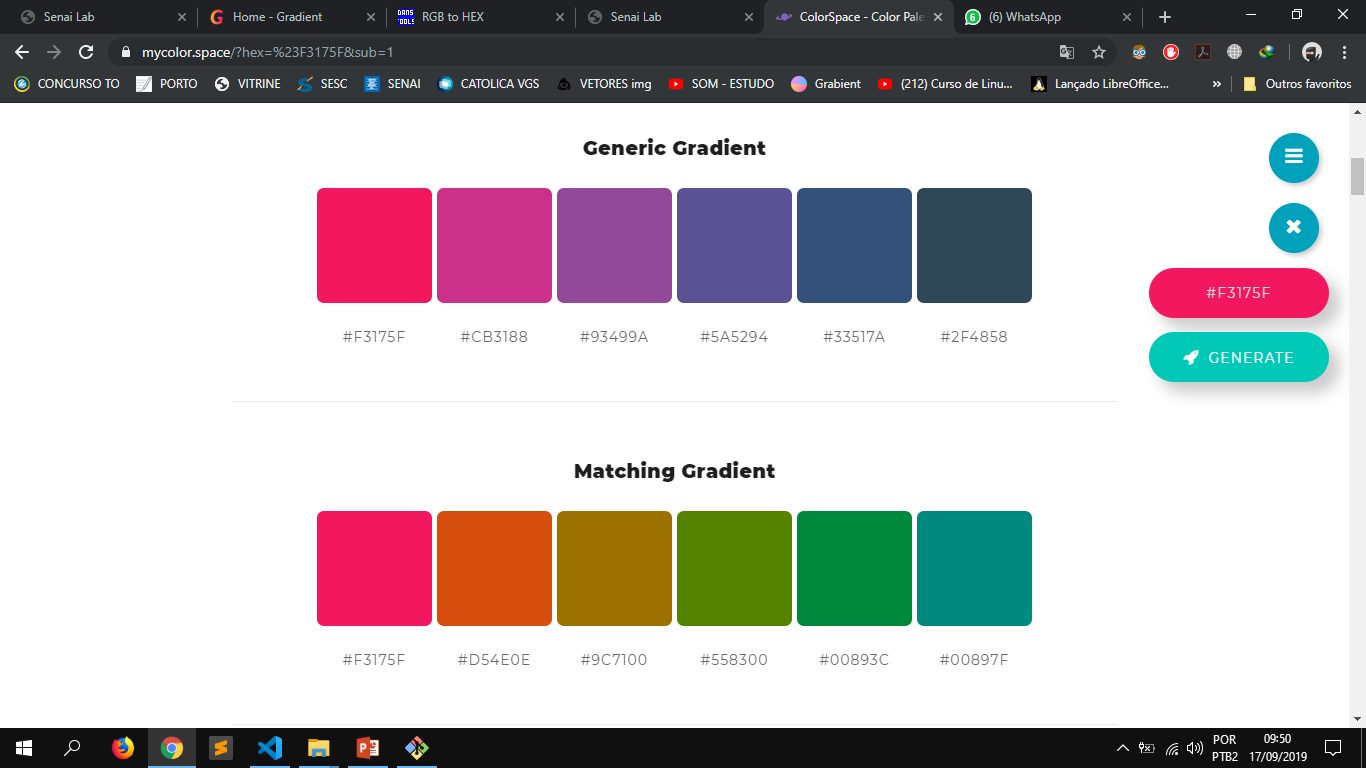 Senai Lab
Home - Gradient
RGB to HEX
Senai Lab
ColorSpace - Color Pale
(6) WhatsApp
mycolor.space/?hex=%23F3175F&sub=1
CONCURSO TO
PORTO
VITRINE
SESC
SENAI
CATOLICA VGS
VETORES img
SOM - ESTUDO
Grabient
(212) Curso de Linu...
Lançado LibreOffice...
»
Outros favoritos
Generic Gradient
#F3175F
#CB3188
#93499A
#5A5294
#33517A
#2F4858
#F3175F
GENERATE
Matching Gradient
#F3175F
#D54E0E
#9C7100
#558300
#00893C
#00897F
POR
PTB2
09:50
17/09/2019